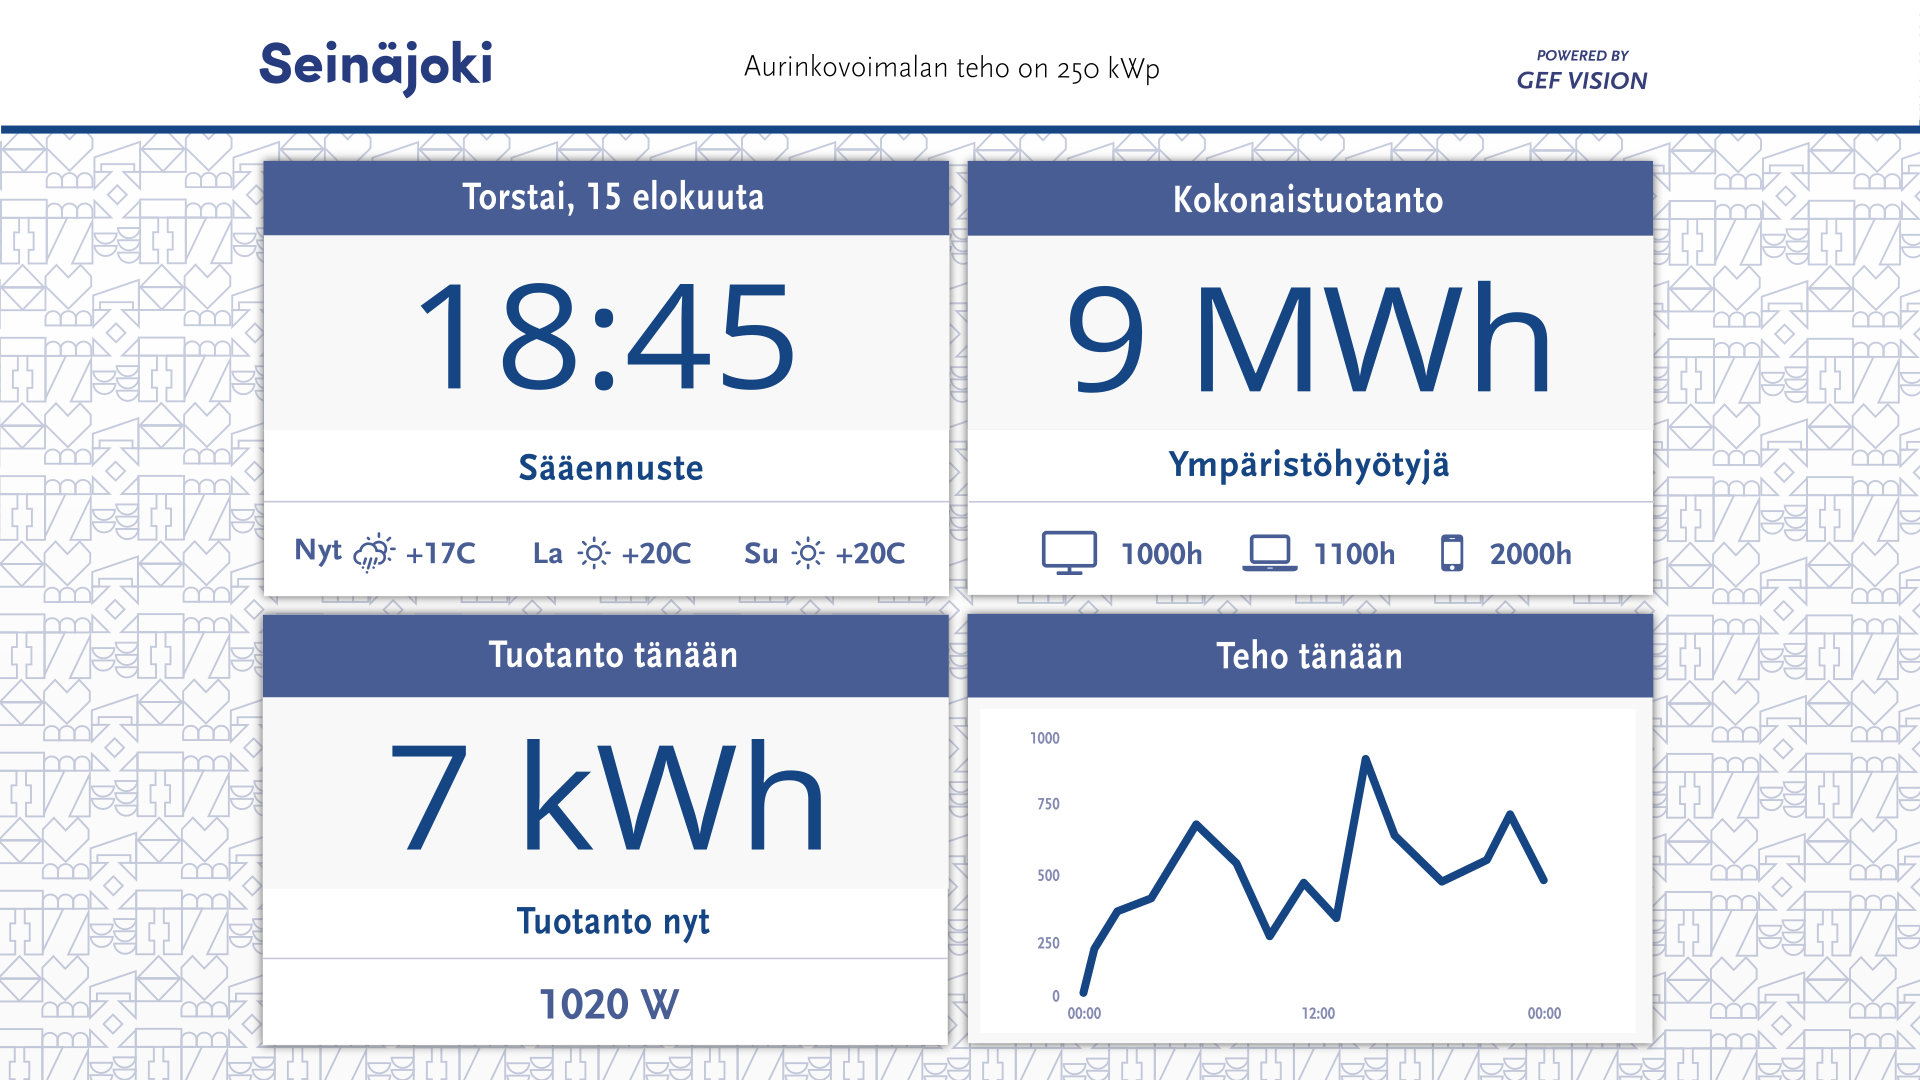 Seinäjoki
Aurinkovoimalan teho on 250 kWp
POWERED BY
GEF VISION
Torstai, 15 elokuuta
18:45
Sääennuste
Nyt +17C La +20C Su +20C
Kokonaistuotanto
9 MWh
Ympäristöhyötyjä
1000h 1100h 2000h
Tuotanto tänään
7 kWh
Tuotanto nyt
1020 W
Teho tänään
1000
750
500
250
0
00:00 12:00 00:00